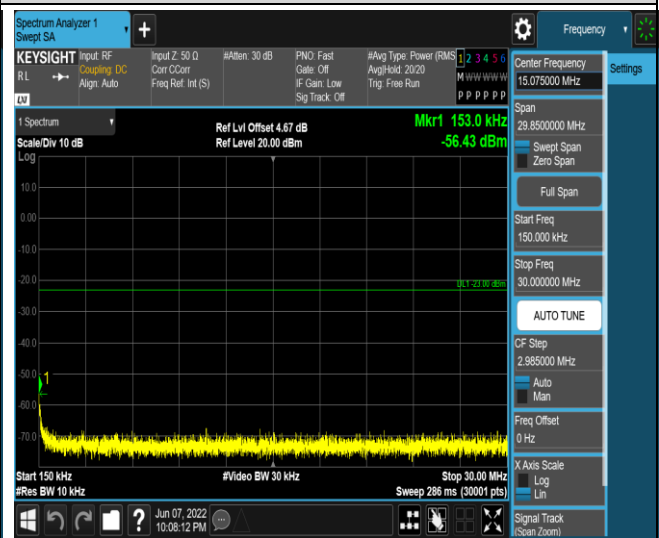 Spectrum Analyzer 1
Swept SA
+
Frequency
KEYSIGHT
RL
LXI
Input: RF
Coupling: DC
Align: Auto
Input Z: 50 Ω
Corr CCorr
Freq Ref: Int (S)
#Atten: 30 dB
PNO: Fast
Gate: Off
IF Gain: Low
Sig Track: Off
#Avg Type: Power (RMS
Avg|Hold: 20/20
Trig: Free Run
1 2 3 4 5 6
M W W W W W
P P P P P P
Center Frequency
15.075000 MHz
Settings
Span
29.8500000 MHz
Swept Span
Zero Span
Full Span
Start Freq
150.000 kHz
Stop Freq
30.000000 MHz
AUTO TUNE
CF Step
2.985000 MHz
Auto
Man
Freq Offset
0 Hz
X Axis Scale
Log
Lin
Signal Track
(Span Zoom)
1 Spectrum
Scale/Div 10 dB
Ref Lvl Offset 4.67 dB
Ref Level 20.00 dBm
Mkr1 153.0 kHz
-56.43 dBm
Log
10.0
0.00
-10.0
-20.0
DL1 -23.00 dBm
-30.0
-40.0
-50.0
1
-60.0
-70.0
Start 150 kHz
#Video BW 30 kHz
Stop 30.00 MHz
#Res BW 10 kHz
Sweep 286 ms (30001 pts)
?
Jun 07, 2022
10:08:12 PM